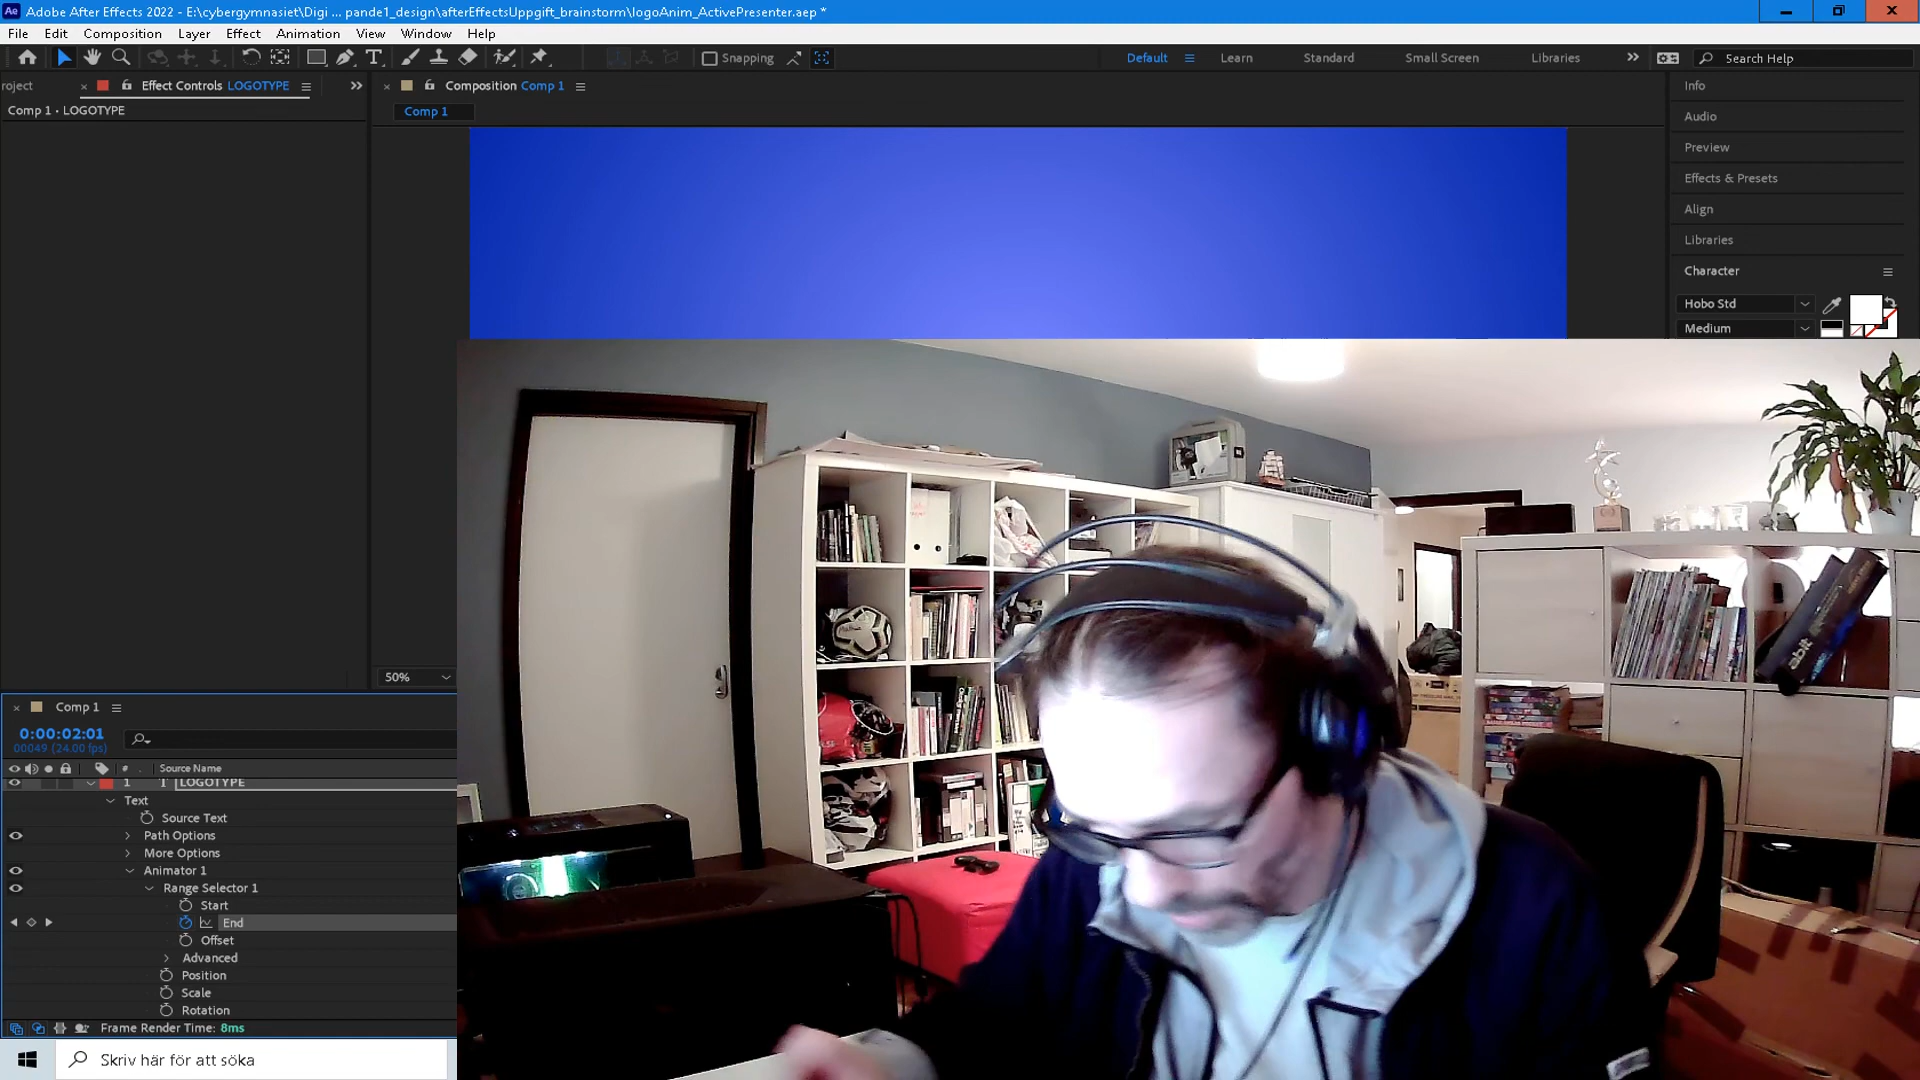 Adobe After Effects 2022 - E:\cybergymnasiet\Digi ... pande1_design\afterEffectsUppgift_brainstorm\logoAnim_ActivePresenter.aep *
File Edit Composition Layer Effect Animation View Window Help
Snapping
Default Learn Standard Small Screen Libraries
Search Help
roject
Effect Controls LOGOTYPE
Composition Comp 1
Comp 1 • LOGOTYPE
Comp 1
Info
Audio
Preview
Effects & Presets
Align
Libraries
Character
Hobo Std
Medium
50%
Comp 1
0:00:02:01
00049 (24.00 fps)
# Source Name
1 T LOGOTYPE
Text
Source Text
Path Options
More Options
Animator 1
Range Selector 1
Start
End
Offset
Advanced
Position
Scale
Rotation
Frame Render Time: 8ms
Skriv här för att söka
abit